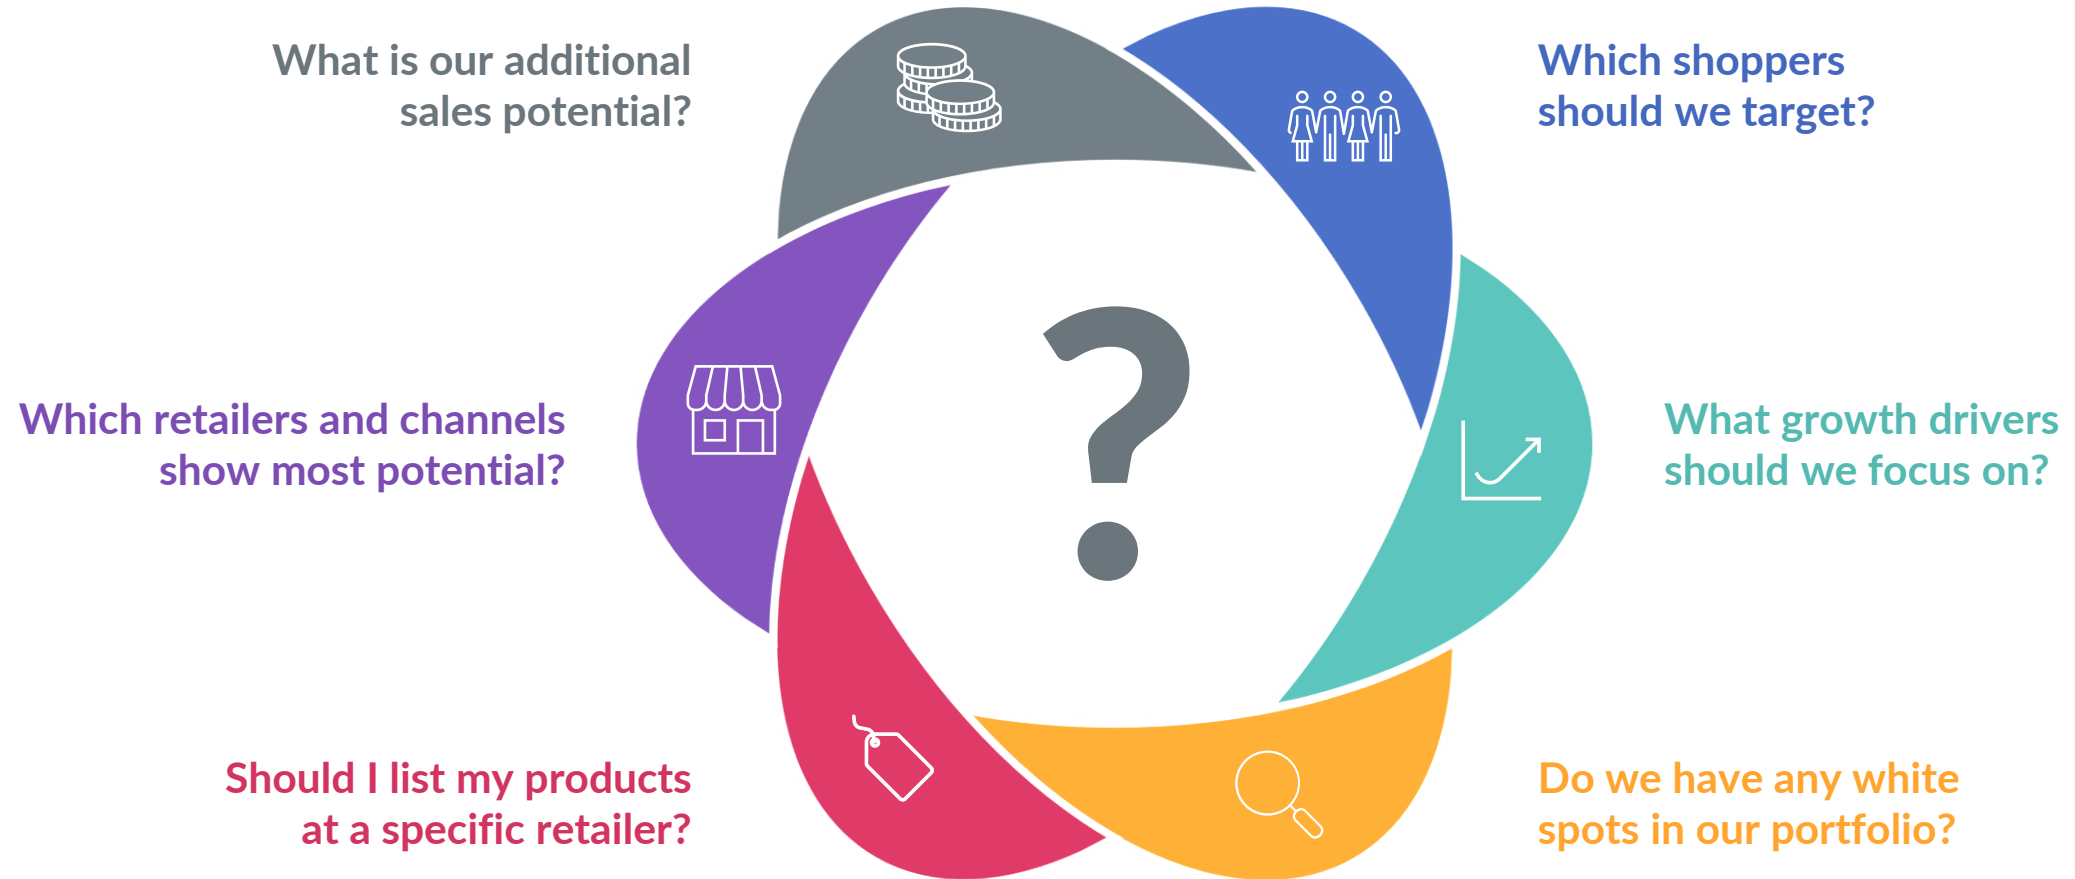 What is our additional
sales potential?
Which shoppers
should we target?
Which retailers and channels
show most potential?
?
What growth drivers
should we focus on?
Should I list my products
at a specific retailer?
Do we have any white
spots in our portfolio?